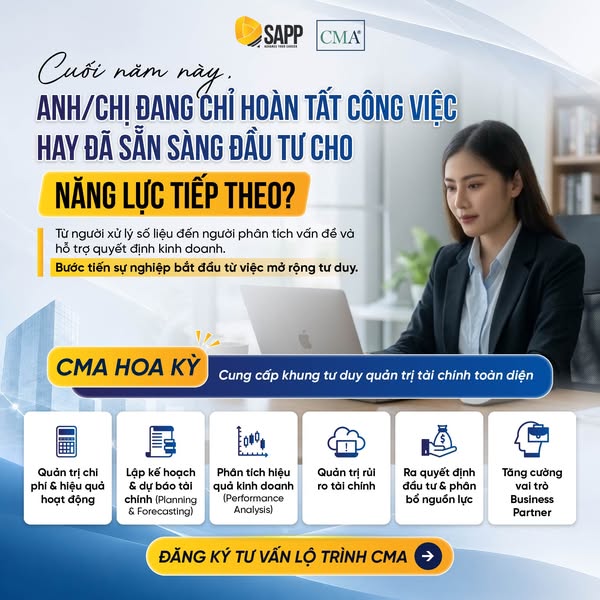 SAPP
ADVANCE YOUR CAREER
CMA®
Cuối năm này,
ANH/CHỊ ĐANG CHỈ HOÀN TẤT CÔNG VIỆC
HAY ĐÃ SẴN SÀNG ĐẦU TƯ CHO
NĂNG LỰC TIẾP THEO?
Từ người xử lý số liệu đến người phân tích vấn đề và
hỗ trợ quyết định kinh doanh.
Bước tiến sự nghiệp bắt đầu từ việc mở rộng tư duy.
CMA HOA KỲ
Cung cấp khung tư duy quản trị tài chính toàn diện
Quản trị chi
phí & hiệu quả
hoạt động
Lập kế hoạch
& dự báo tài
chính (Planning
& Forecasting)
Phân tích hiệu
quả kinh doanh
(Performance
Analysis)
Quản trị rủi
ro tài chính
Ra quyết định
đầu tư & phân
bổ nguồn lực
Tăng cường
vai trò
Business
Partner
ĐĂNG KÝ TƯ VẤN LỘ TRÌNH CMA